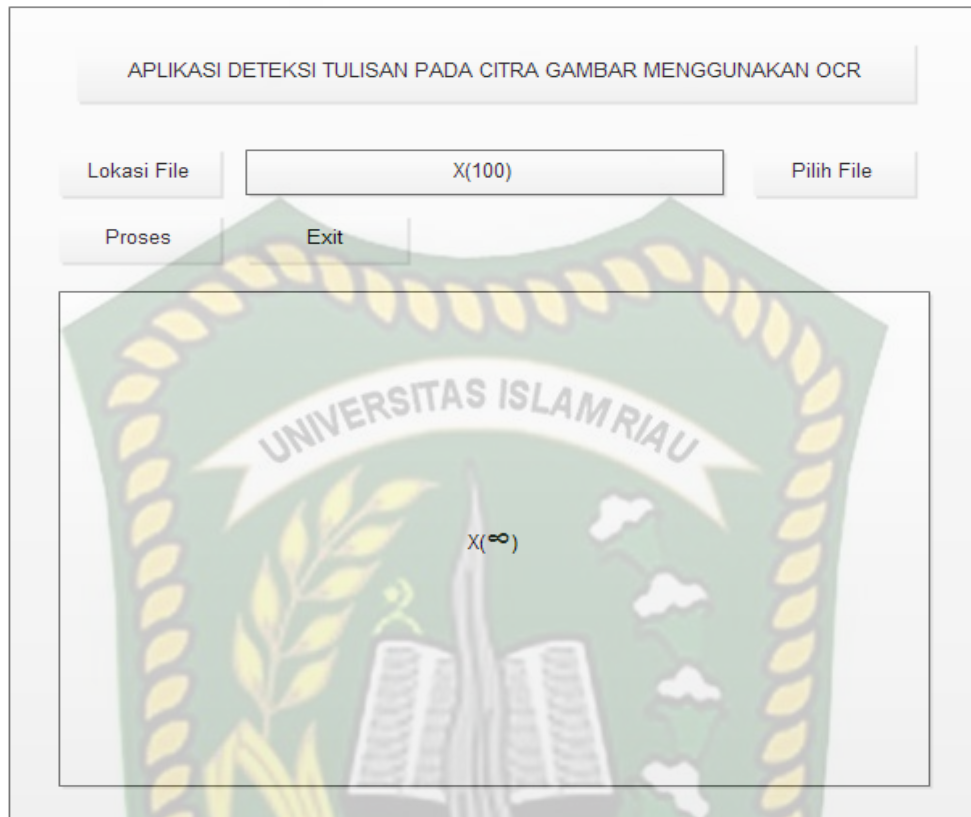 APLIKASI DETEKSI TULISAN PADA CITRA GAMBAR MENGGUNAKAN OCR
Lokasi File X(100) Pilih File
Proses Exit
UNIVERSITAS ISLAM RIAU
X(∞)